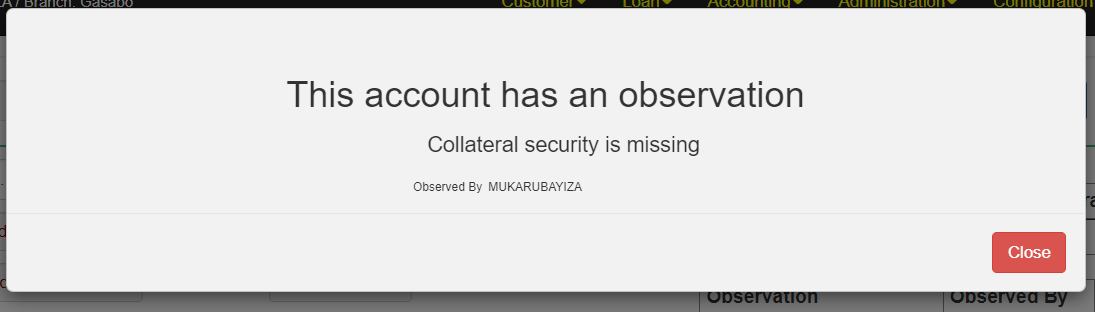 Branch: Gasabo
Customer Loan Accounting Administration Configuration
This account has an observation
Collateral security is missing
Observed By MUKARUBAYIZA
Close
Observation Observed By